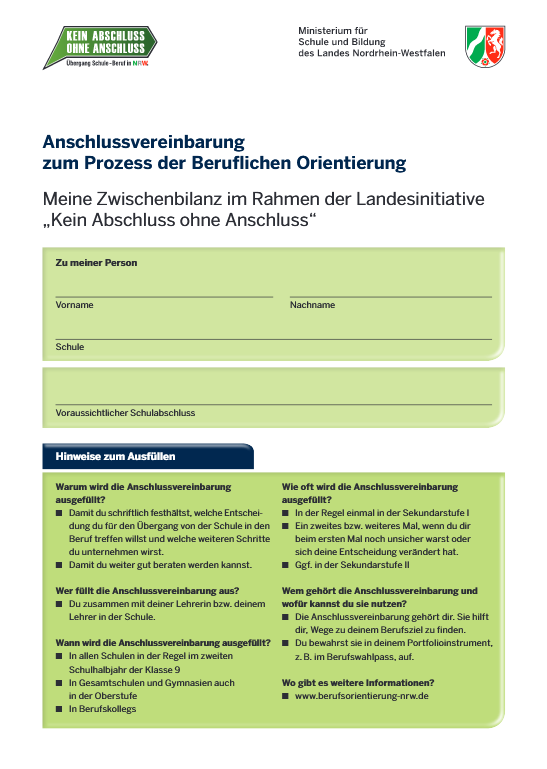 KEIN ABSCHLUSS
OHNE ANSCHLUSS
Übergang Schule–Beruf in NRW.
Ministerium für
Schule und Bildung
des Landes Nordrhein-Westfalen
Anschlussvereinbarung
zum Prozess der Beruflichen Orientierung
Meine Zwischenbilanz im Rahmen der Landesinitiative
„Kein Abschluss ohne Anschluss“
Zu meiner Person
Vorname
Nachname
Schule
Voraussichtlicher Schulabschluss
Hinweise zum Ausfüllen
Warum wird die Anschlussvereinbarung
ausgefüllt?
■ Damit du schriftlich festhältst, welche Entschei-
dung du für den Übergang von der Schule in den
Beruf treffen willst und welche weiteren Schritte
du unternehmen wirst.
■ Damit du weiter gut beraten werden kannst.
Wer füllt die Anschlussvereinbarung aus?
■ Du zusammen mit deiner Lehrerin bzw. deinem
Lehrer in der Schule.
Wann wird die Anschlussvereinbarung ausgefüllt?
■ In allen Schulen in der Regel im zweiten
Schulhalbjahr der Klasse 9
■ In Gesamtschulen und Gymnasien auch
in der Oberstufe
■ In Berufskollegs
Wie oft wird die Anschlussvereinbarung
ausgefüllt?
■ In der Regel einmal in der Sekundarstufe I
■ Ein zweites bzw. weiteres Mal, wenn du dir
beim ersten Mal noch unsicher warst oder
sich deine Entscheidung verändert hat.
■ Ggf. in der Sekundarstufe II
Wem gehört die Anschlussvereinbarung und
wofür kannst du sie nutzen?
■ Die Anschlussvereinbarung gehört dir. Sie hilft
dir, Wege zu deinem Berufsziel zu finden.
■ Du bewahrst sie in deinem Portfolioinstrument,
z. B. im Berufswahlpass, auf.
Wo gibt es weitere Informationen?
■ www.berufsorientierung-nrw.de